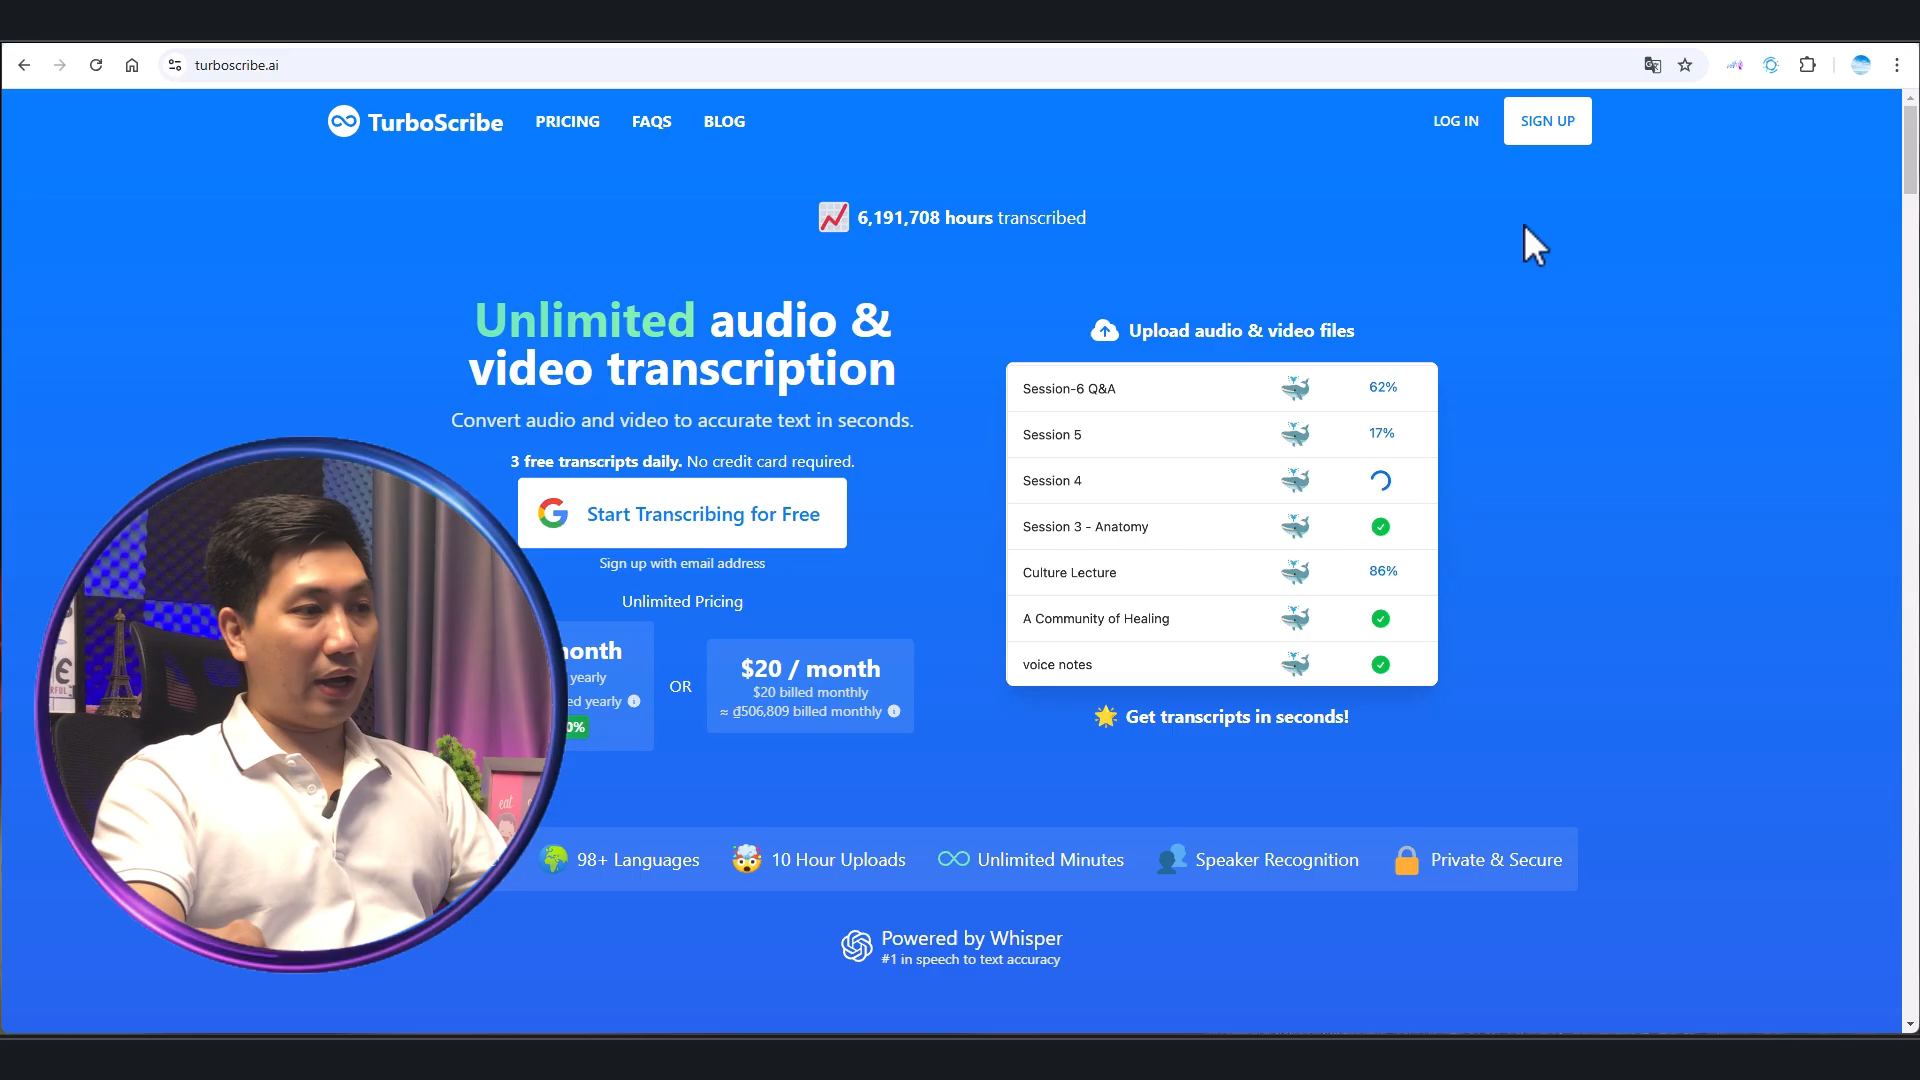 turboscribe.ai
TurboScribe PRICING FAQS BLOG LOG IN SIGN UP
6,191,708 hours transcribed
Unlimited audio &
video transcription
Convert audio and video to accurate text in seconds.
3 free transcripts daily. No credit card required.
Start Transcribing for Free
Sign up with email address
Unlimited Pricing
yearly
ed yearly
0%
OR
$20 / month
$20 billed monthly
≈ ₫506,809 billed monthly
Upload audio & video files
Session-6 Q&A 62%
Session 5 17%
Session 4
Session 3 - Anatomy
Culture Lecture 86%
A Community of Healing
voice notes
Get transcripts in seconds!
98+ Languages 10 Hour Uploads Unlimited Minutes Speaker Recognition Private & Secure
Powered by Whisper
#1 in speech to text accuracy
eat